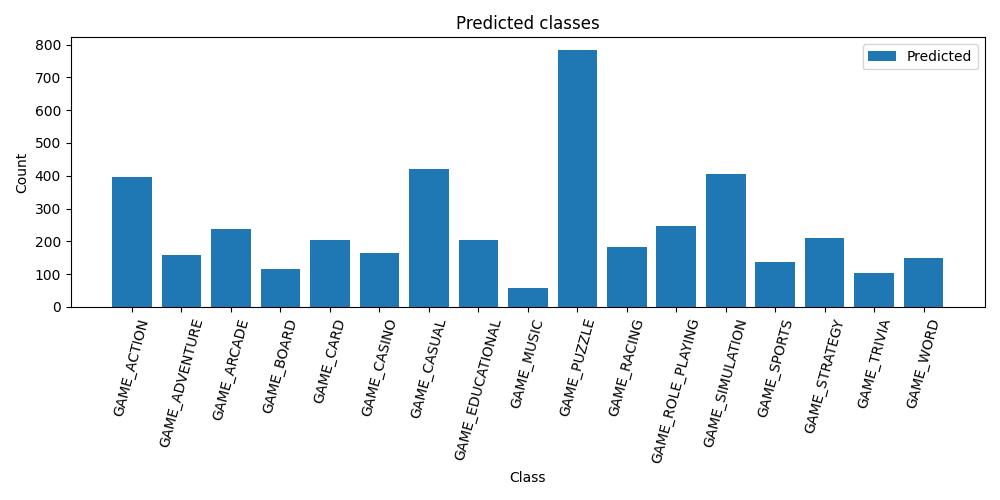 Predicted classes
Predicted
Count
800
700
600
500
400
300
200
100
0
GAME_ACTION
GAME_ADVENTURE
GAME_ARCADE
GAME_BOARD
GAME_CARD
GAME_CASINO
GAME_CASUAL
GAME_EDUCATIONAL
GAME_MUSIC
GAME_PUZZLE
GAME_RACING
GAME_ROLE_PLAYING
GAME_SIMULATION
GAME_SPORTS
GAME_STRATEGY
GAME_TRIVIA
GAME_WORD
Class